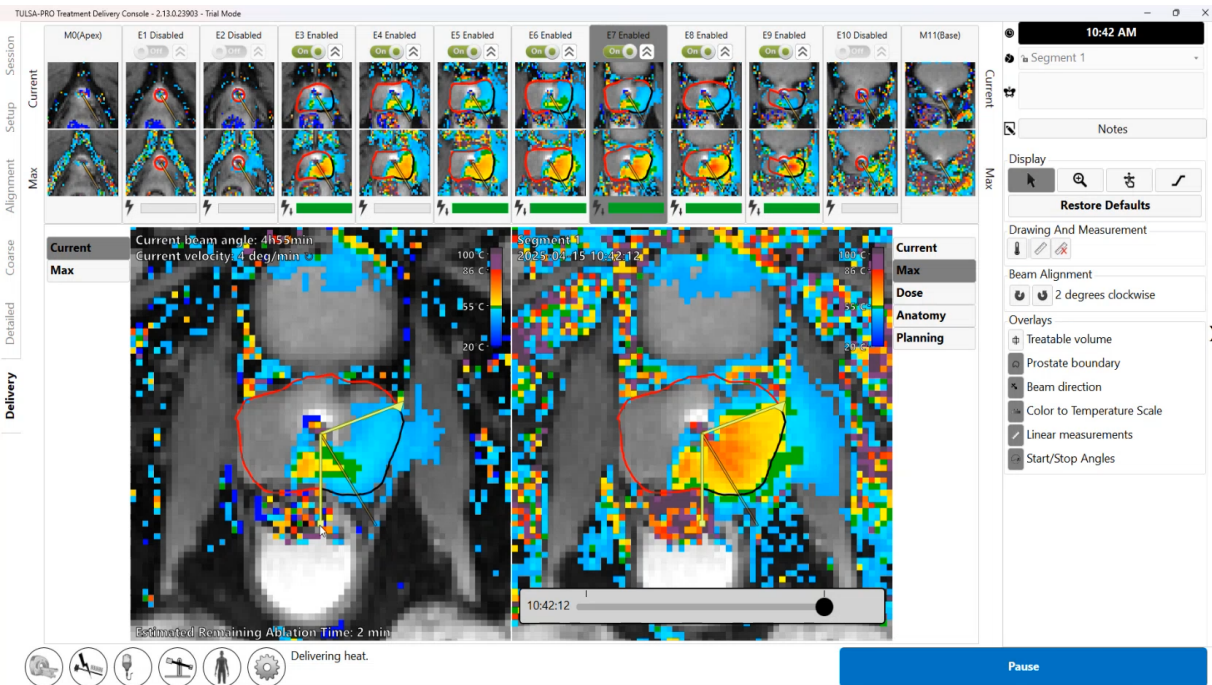 TULSA-PRO Treatment Delivery Console - 2.13.0.23903 - Trial Mode
Session
Setup
Alignment
Coarse
Detailed
Delivery
M0(Apex)
E1 Disabled
E2 Disabled
E3 Enabled
E4 Enabled
E5 Enabled
E6 Enabled
E7 Enabled
E8 Enabled
E9 Enabled
E10 Disabled
M11(Base)
Off
Off
On
On
On
On
On
On
On
Off
Current
Max
Current
Max
Current
Max
Current beam angle: 4h55min
Current velocity: 4 deg/min
100 C
86 C
55 C
20 C
Estimated Remaining Ablation Time: 2 min
Segment 1
2025-04-15 10:42:12
100 C
86 C
55 C
20 C
10:42:12
Current
Max
Dose
Anatomy
Planning
10:42 AM
Segment 1
Notes
Display
Restore Defaults
Drawing And Measurement
Beam Alignment
2 degrees clockwise
Overlays
Treatable volume
Prostate boundary
Beam direction
Color to Temperature Scale
Linear measurements
Start/Stop Angles
Delivering heat.
Pause